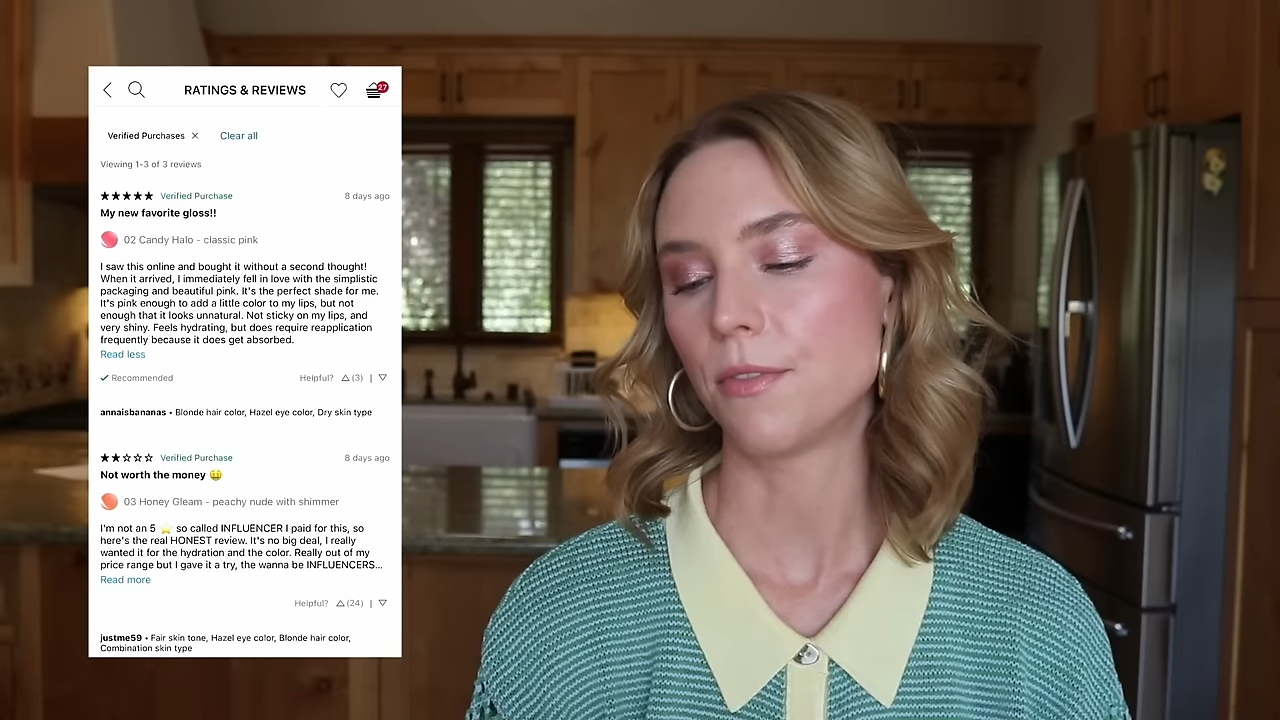 RATINGS & REVIEWS
27
Verified Purchases ×
Clear all
Viewing 1-3 of 3 reviews
★★★★★ Verified Purchase
8 days ago
My new favorite gloss!!
02 Candy Halo - classic pink
I saw this online and bought it without a second thought!
When it arrived, I immediately fell in love with the simplistic
packaging and beautiful pink. It's the perfect shade for me.
It's pink enough to add a little color to my lips, but not
enough that it looks unnatural. Not sticky on my lips, and
very shiny. Feels hydrating, but does require reapplication
frequently because it does get absorbed.
Read less
✓ Recommended
Helpful? △(3) | ▽
annaisbananas • Blonde hair color, Hazel eye color, Dry skin type
★★☆☆☆ Verified Purchase
8 days ago
Not worth the money 🤑
03 Honey Gleam - peachy nude with shimmer
I'm not an 5 ⭐ so called INFLUENCER I paid for this, so
here's the real HONEST review. It's no big deal, I really
wanted it for the hydration and the color. Really out of my
price range but I gave it a try, the wanna be INFLUENCERS...
Read more
Helpful? △(24) | ▽
justme59 • Fair skin tone, Hazel eye color, Blonde hair color,
Combination skin type